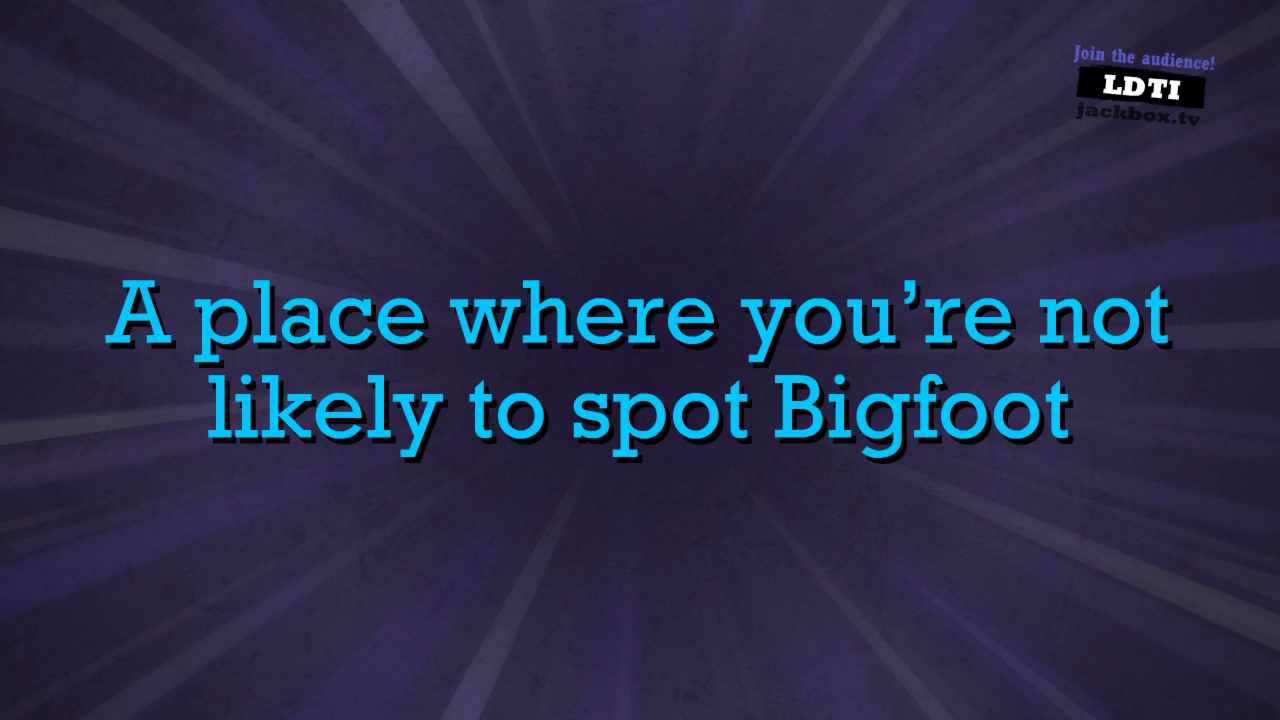 Join the audience!
LDTI
jackbox.tv
A place where you’re not
likely to spot Bigfoot